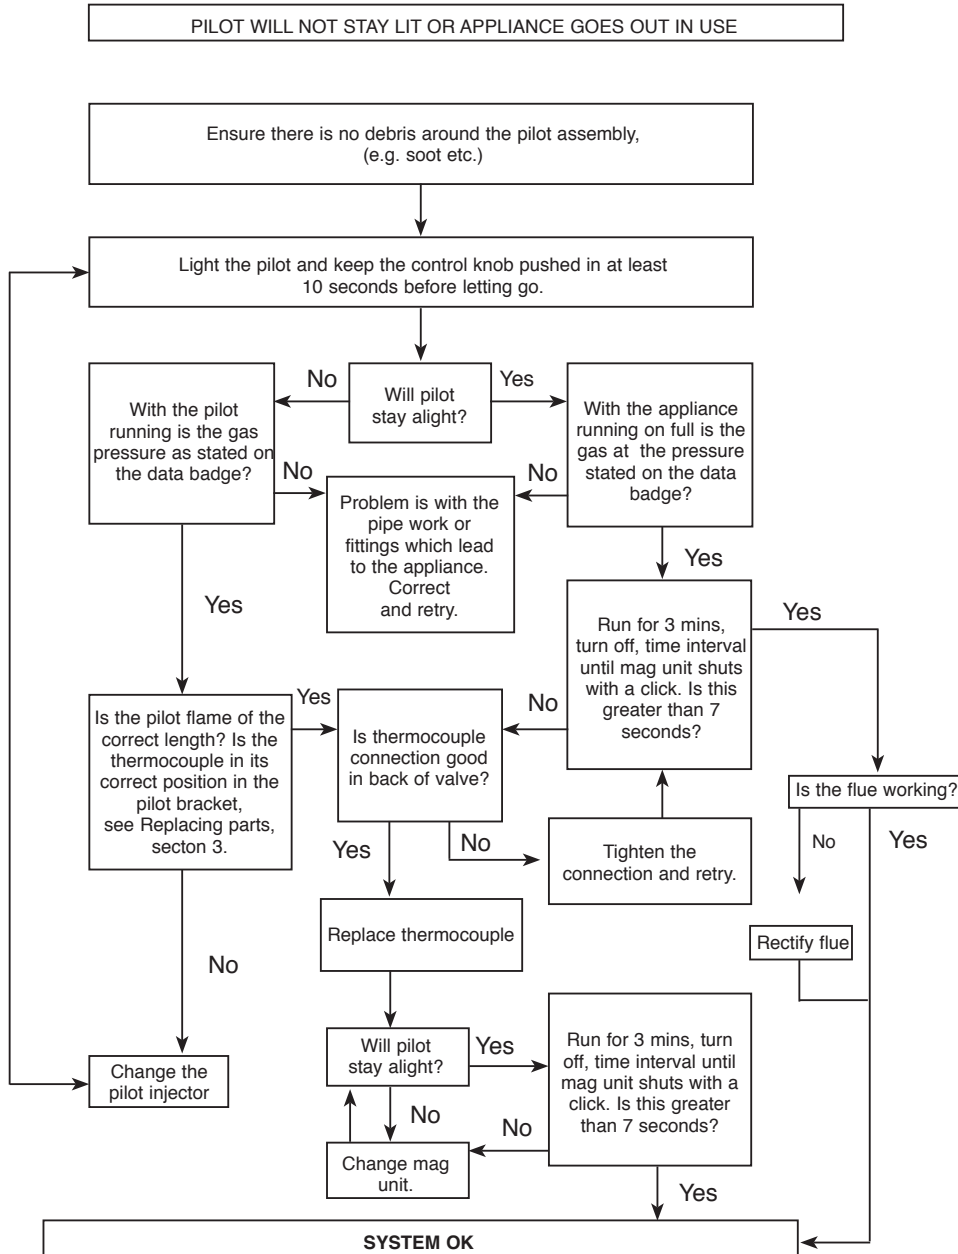 PILOT WILL NOT STAY LIT OR APPLIANCE GOES OUT IN USE
Ensure there is no debris around the pilot assembly,
(e.g. soot etc.)
Light the pilot and keep the control knob pushed in at least
10 seconds before letting go.
No
Will pilot
stay alight?
Yes
With the pilot
running is the gas
pressure as stated on
the data badge?
With the appliance
running on full is the
gas at the pressure
stated on the data
badge?
No
No
Problem is with the
pipe work or
fittings which lead
to the appliance.
Correct
and retry.
Yes
Yes
Run for 3 mins,
turn off, time interval
until mag unit shuts
with a click. Is this
greater than 7
seconds?
Yes
Is the pilot flame of the
correct length? Is the
thermocouple in its
correct position in the
pilot bracket,
see Replacing parts,
secton 3.
Yes
Is thermocouple
connection good
in back of valve?
No
Is the flue working?
Yes
No
Tighten the
connection and retry.
No
Yes
Replace thermocouple
Rectify flue
No
Will pilot
stay alight?
Yes
Run for 3 mins, turn
off, time interval until
mag unit shuts with a
click. Is this greater
than 7 seconds?
Change the
pilot injector
No
No
Change mag
unit.
Yes
SYSTEM OK